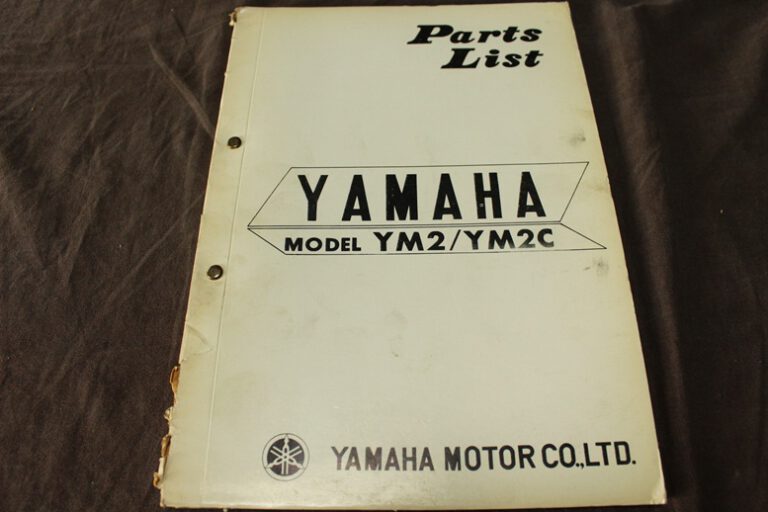 Parts
List
YAMAHA
MODEL YM2/YM2C
YAMAHA MOTOR CO.,LTD.